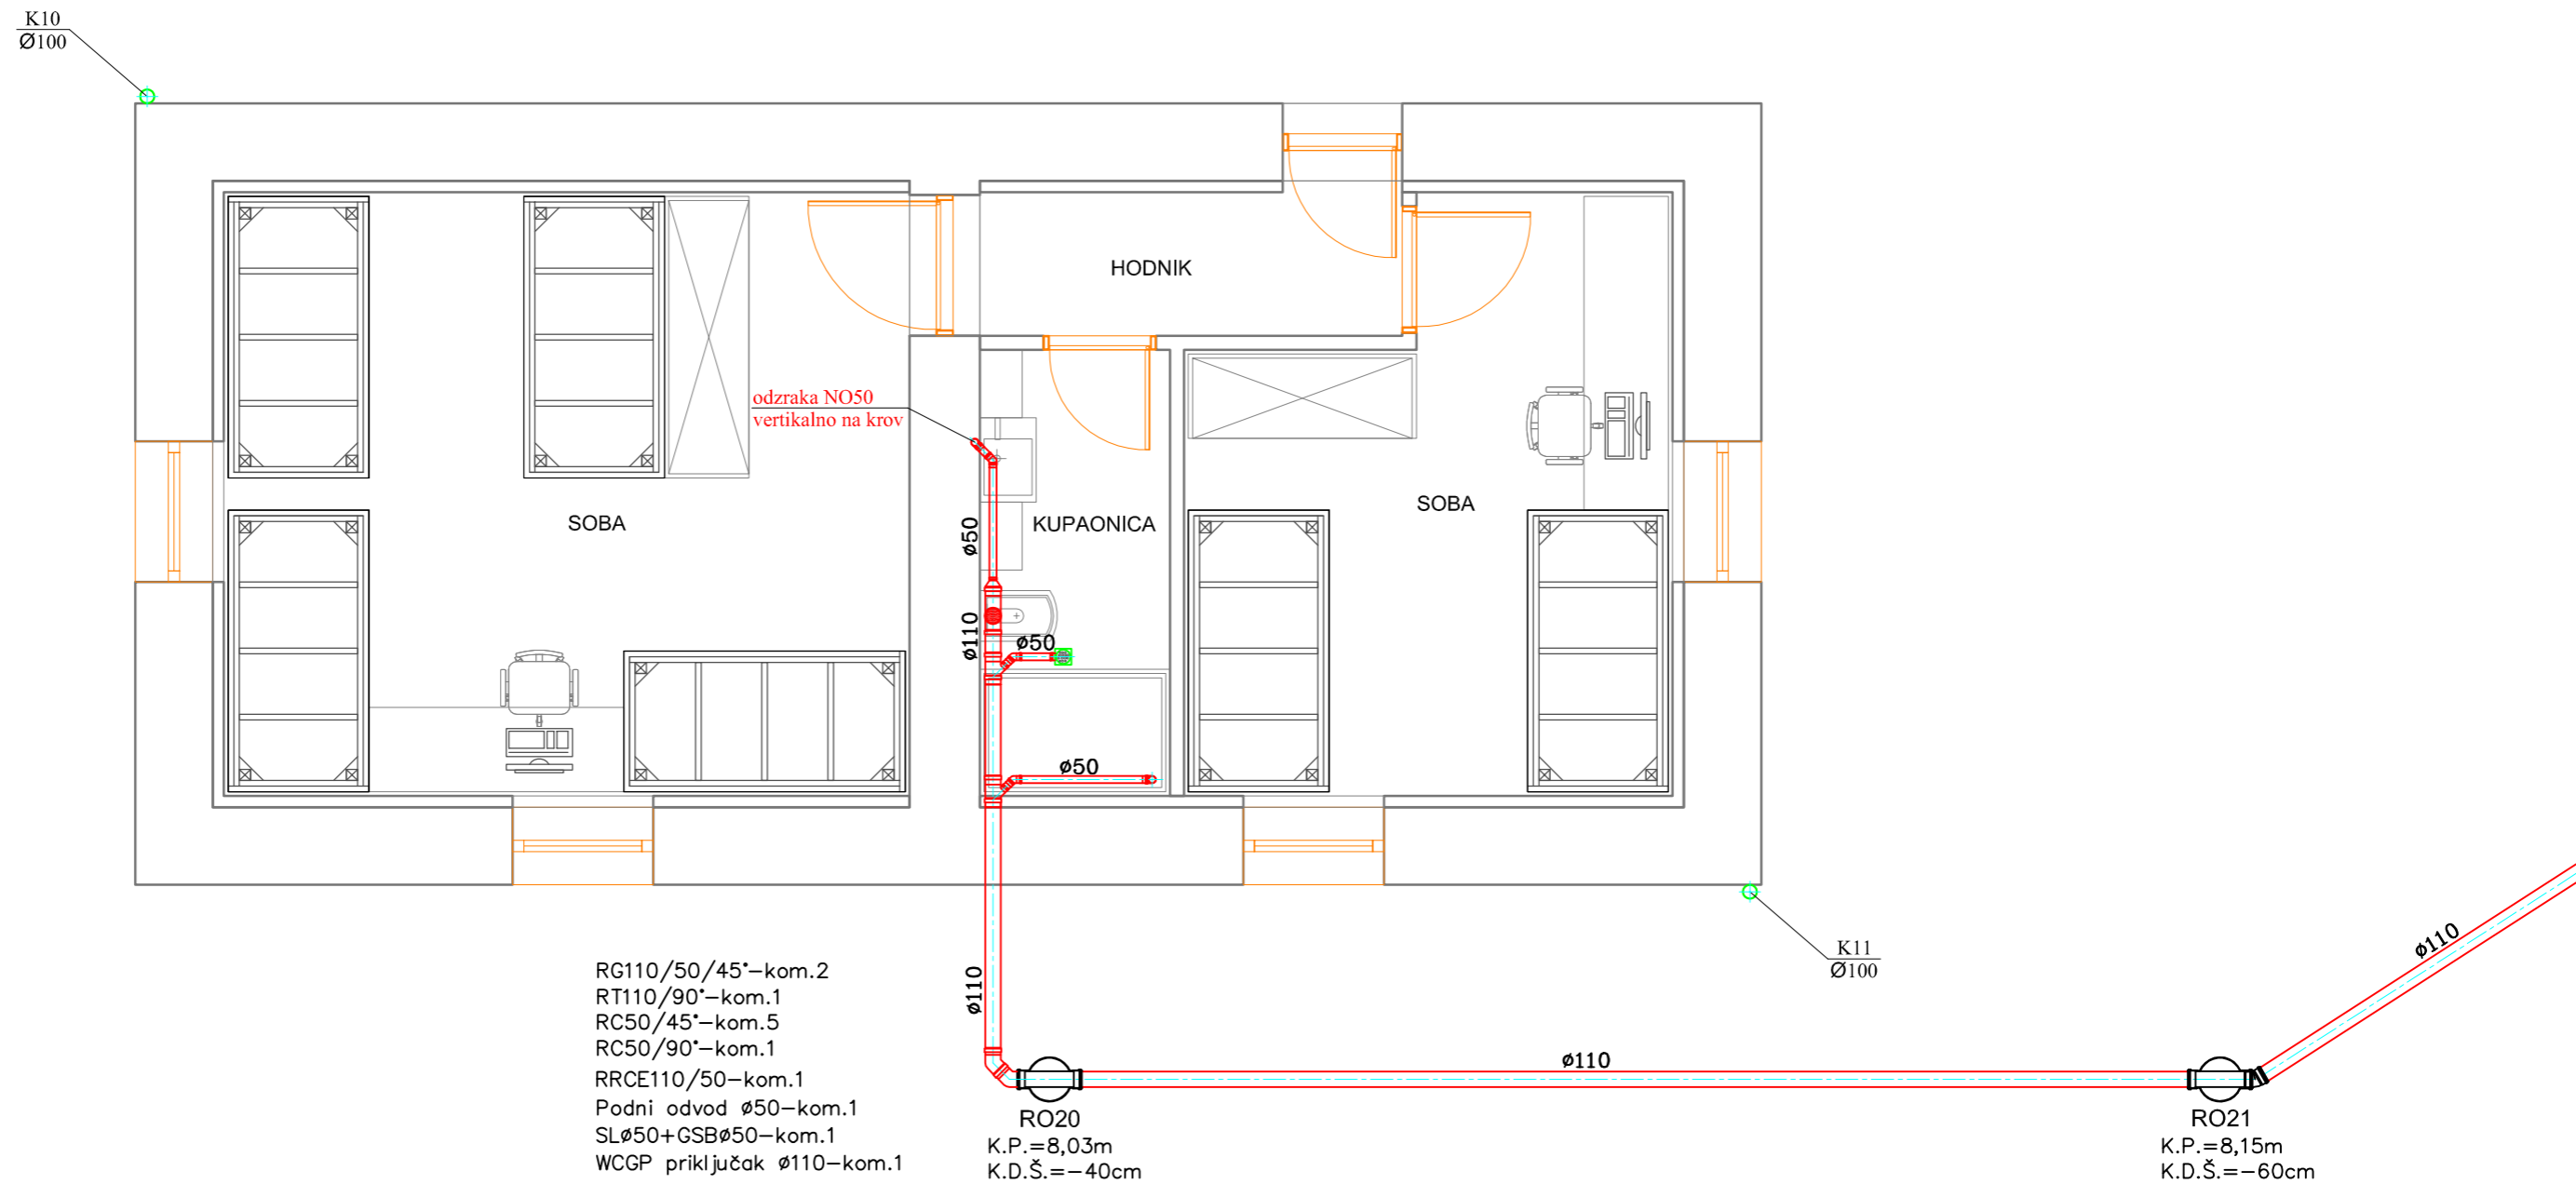 K10
Ø100
HODNIK
odzraka NO50
vertikalno na krov
SOBA
ø50
KUPAONICA
SOBA
ø110
ø50
ø50
K11
Ø100
ø110
ø110
RG110/50/45°-kom.2
RT110/90°-kom.1
RC50/45°-kom.5
RC50/90°-kom.1
RRCE110/50-kom.1
Podni odvod ø50-kom.1
SLø50+GSBø50-kom.1
WCGP priključak ø110-kom.1
ø110
RO20
K.P.=8,03m
K.D.Š.=-40cm
RO21
K.P.=8,15m
K.D.Š.=-60cm